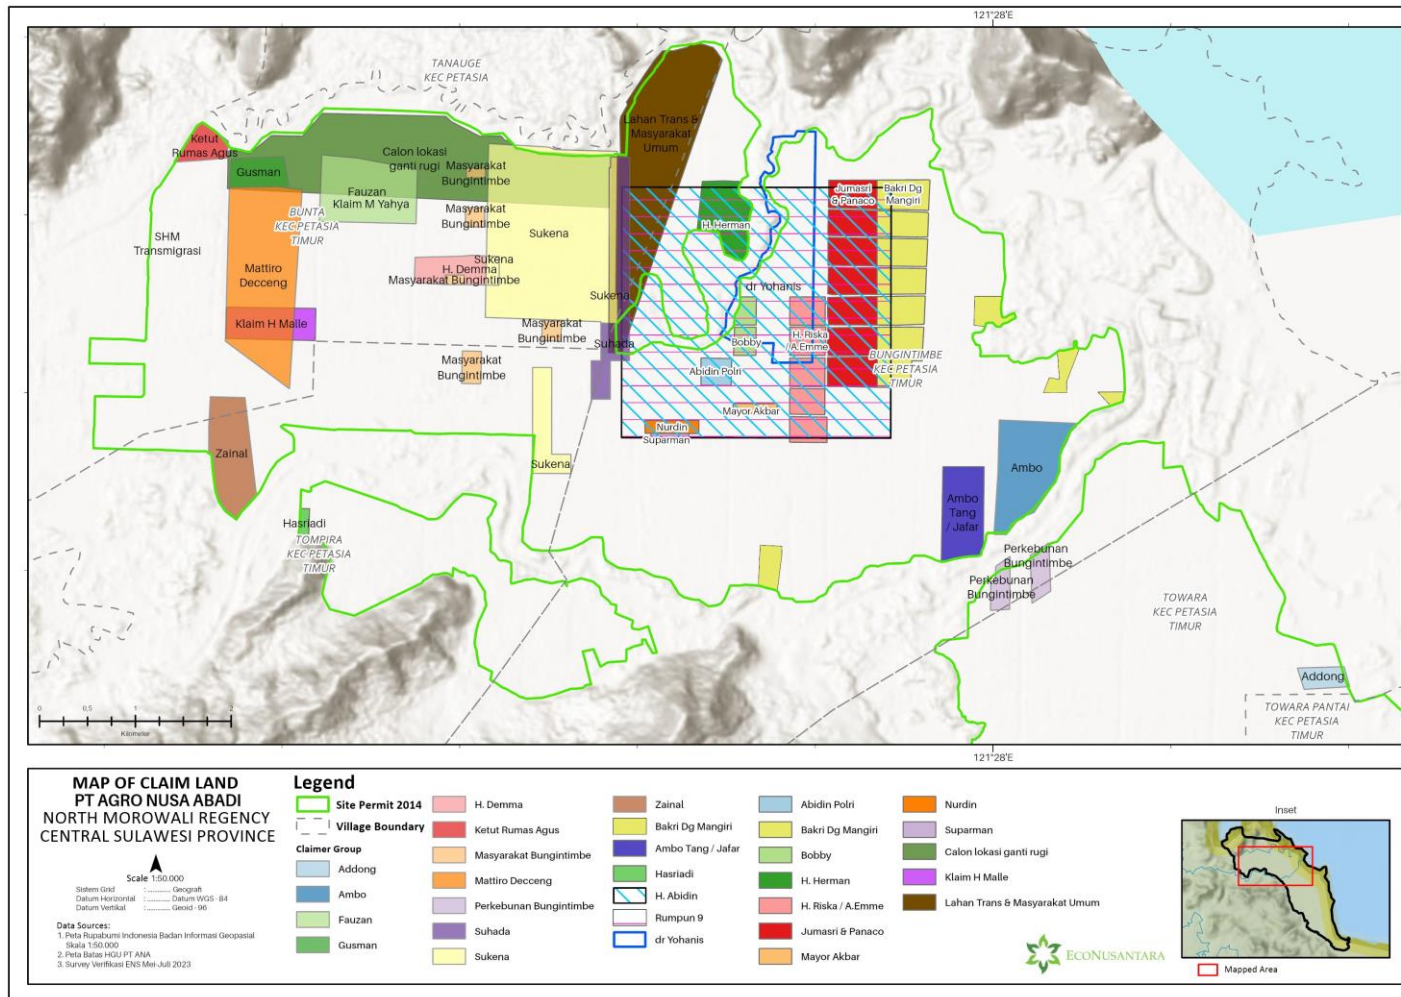 121°28'E
TANAUGE
KEC PETASIA
Ketut
Rumas Agus
Calon lokasi
ganti rugi
Lahan Trans &
Masyarakat
Umum
Gusman
Fauzan
Klaim M Yahya
Masyarakat
Bungintimbe
Jumasri
& Panaco
Bakri Dg
Mangiri
BUNTA
KEC PETASIA
TIMUR
Masyarakat
Bungintimbe
H. Herman
SHM
Transmigrasi
Sukena
Mattiro
Decceng
Sukena
H. Demma
Masyarakat Bungintimbe
dr Yohanis
Sukena
Klaim H Malle
Masyarakat
Bungintimbe
Suhada
Bobby
H. Riska
/ A.Emme
BUNGINTIMBE
KEC PETASIA
TIMUR
Masyarakat
Bungintimbe
Abidin Polri
Mayor Akbar
Nurdin
Suparman
Zainal
Sukena
Ambo
Ambo
Tang
/ Jafar
Hasriadi
TOMPIRA
KEC PETASIA
TIMUR
Perkebunan
Bungintimbe
Perkebunan
Bungintimbe
TOWARA
KEC PETASIA
TIMUR
Addong
TOWARA PANTAI
KEC PETASIA
TIMUR
0 0,5 1 2
Kilometer
121°28'E
MAP OF CLAIM LAND
PT AGRO NUSA ABADI
NORTH MOROWALI REGENCY
CENTRAL SULAWESI PROVINCE
Scale 1:50.000
Sistem Grid : ............ Geografi
Datum Horizontal : ............ Datum WGS - 84
Datum Vertikal : ............ Geoid - 96
Data Sources:
1. Peta Rupabumi Indonesia Badan Informasi Geopasial
Skala 1:50.000
2. Peta Batas HGU PT ANA
3. Survey Verifikasi ENS Mei-Juli 2023
Legend
Site Permit 2014
Village Boundary
Claimer Group
Addong
Ambo
Fauzan
Gusman
H. Demma
Ketut Rumas Agus
Masyarakat Bungintimbe
Mattiro Decceng
Perkebunan Bungintimbe
Suhada
Sukena
Zainal
Bakri Dg Mangiri
Ambo Tang / Jafar
Hasriadi
H. Abidin
Rumpun 9
dr Yohanis
Abidin Polri
Bakri Dg Mangiri
Bobby
H. Herman
H. Riska / A.Emme
Jumasri & Panaco
Mayor Akbar
Nurdin
Suparman
Calon lokasi ganti rugi
Klaim H Malle
Lahan Trans & Masyarakat Umum
ECONUSANTARA
Inset
Mapped Area